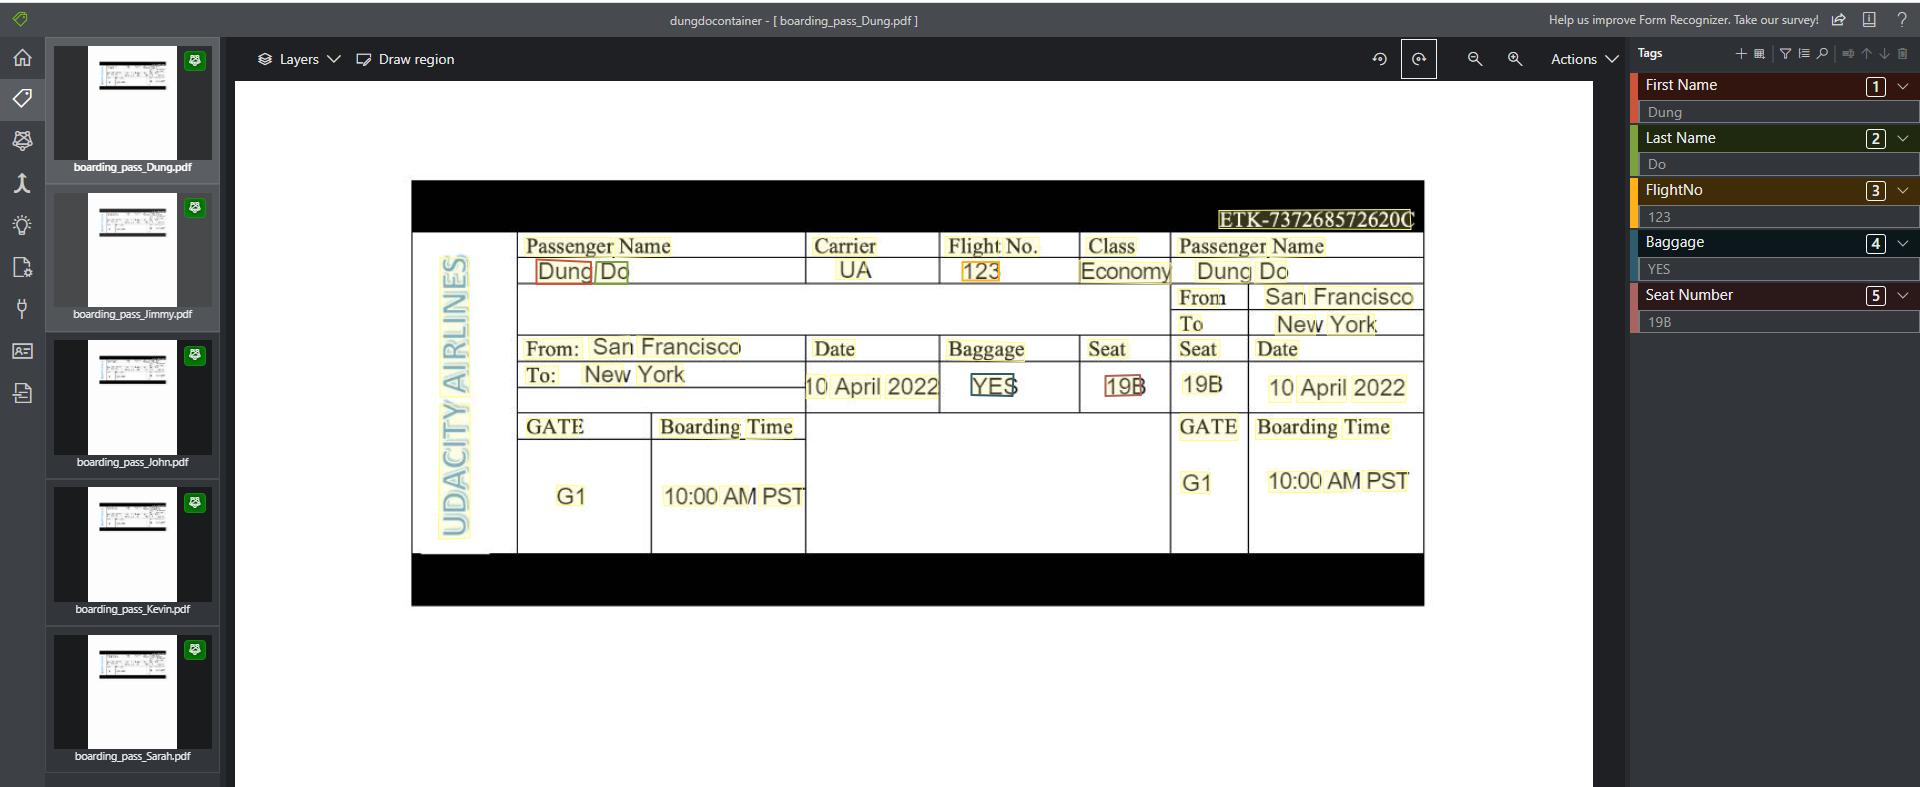 dungdocontainer - [ boarding_pass_Dung.pdf ]
Help us improve Form Recognizer. Take our survey!
Layers
Draw region
Actions
boarding_pass_Dung.pdf
boarding_pass_Jimmy.pdf
boarding_pass_John.pdf
boarding_pass_Kevin.pdf
boarding_pass_Sarah.pdf
ETK-737268572620C
UDACITY AIRLINES
Passenger Name Carrier Flight No. Class Passenger Name
Dung Do UA 123 Economy Dung Do
From San Francisco
To New York
From: San Francisco Date Baggage Seat Seat Date
To: New York 10 April 2022 YES 19B 19B 10 April 2022
GATE Boarding Time GATE Boarding Time
G1 10:00 AM PST G1 10:00 AM PST
Tags
First Name 1
Dung
Last Name 2
Do
FlightNo 3
123
Baggage 4
YES
Seat Number 5
19B